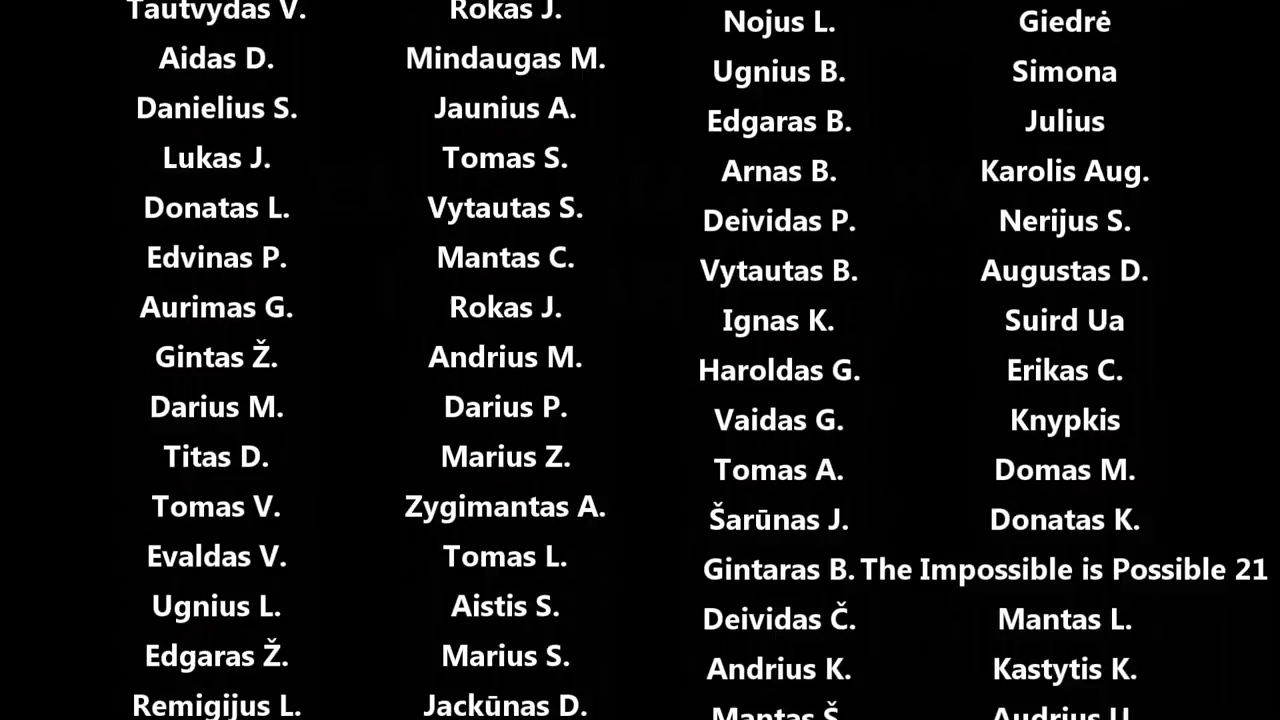 Tautvydas V.
Aidas D.
Danielius S.
Lukas J.
Donatas L.
Edvinas P.
Aurimas G.
Gintas Ž.
Darius M.
Titas D.
Tomas V.
Evaldas V.
Ugnius L.
Edgaras Ž.
Remigijus L.
Rokas J.
Mindaugas M.
Jaunius A.
Tomas S.
Vytautas S.
Mantas C.
Rokas J.
Andrius M.
Darius P.
Marius Z.
Zygimantas A.
Tomas L.
Aistis S.
Marius S.
Jackūnas D.
Nojus L.
Ugnius B.
Edgaras B.
Arnas B.
Deividas P.
Vytautas B.
Ignas K.
Haroldas G.
Vaidas G.
Tomas A.
Šarūnas J.
Gintaras B.
Deividas Č.
Andrius K.
Mantas Š.
Giedrė
Simona
Julius
Karolis Aug.
Nerijus S.
Augustas D.
Suird Ua
Erikas C.
Knypkis
Domas M.
Donatas K.
The Impossible is Possible 21
Mantas L.
Kastytis K.
Audrius